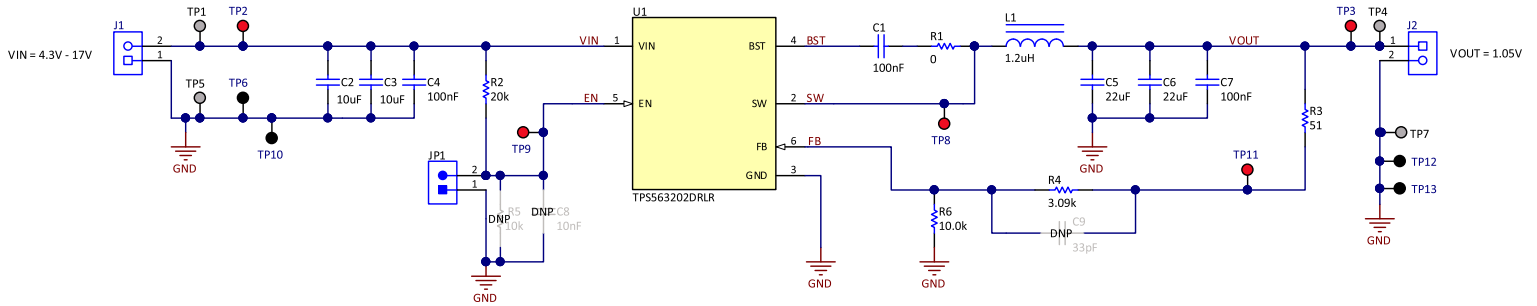 J1
TP1
TP2
VIN = 4.3V - 17V
2
1
TP5
TP6
TP10
GND
C2
10uF
C3
10uF
C4
100nF
R2
20k
VIN
EN
TP9
JP1
2
1
DNP
R5
10k
DNP
C8
10nF
GND
U1
1
VIN
5
EN
BST
4
SW
2
FB
6
GND
3
TPS563202DRLR
BST
SW
FB
GND
C1
100nF
R1
0
L1
1.2uH
TP8
C5
22uF
C6
22uF
C7
100nF
GND
VOUT
R3
51
TP11
R4
3.09k
C9
DNP
33pF
R6
10.0k
GND
TP3
TP4
J2
1
2
VOUT = 1.05V
TP7
TP12
TP13
GND